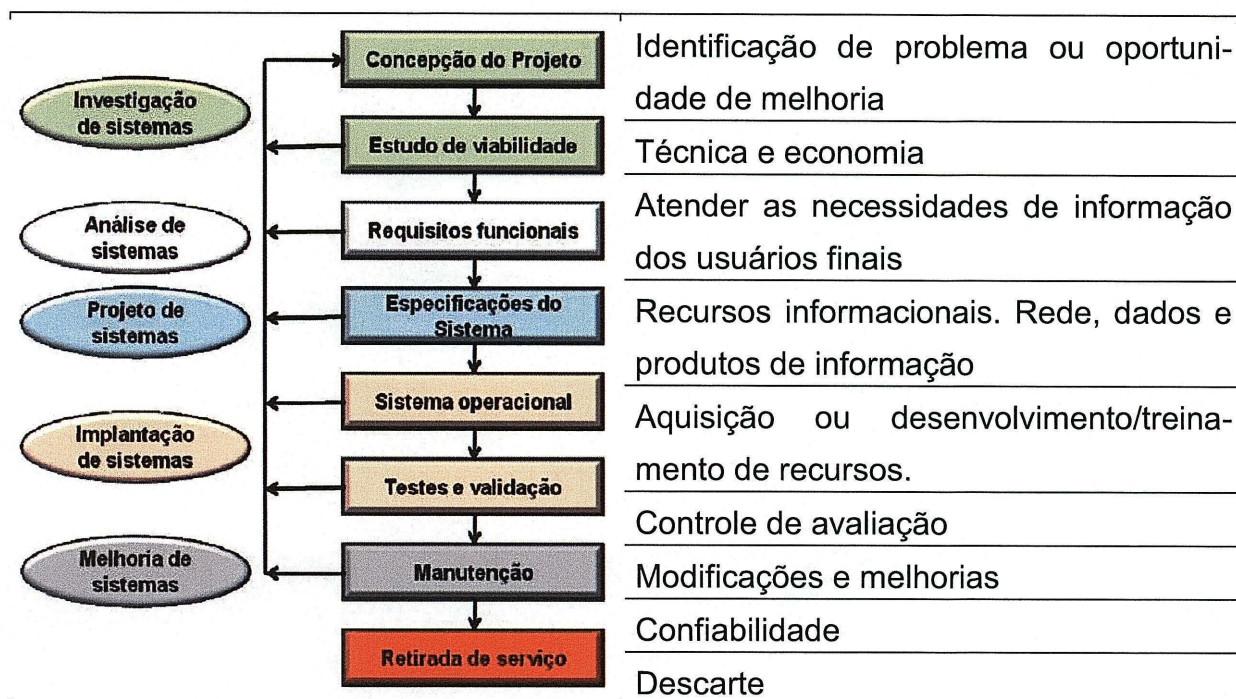 Investigação
de sistemas
Análise de
sistemas
Projeto de
sistemas
Implantação
de sistemas
Melhoria de
sistemas
Concepção do Projeto
Estudo de viabilidade
Requisitos funcionais
Especificações do
Sistema
Sistema operacional
Testes e validação
Manutenção
Retirada de serviço
Identificação de problema ou oportuni-
dade de melhoria
Técnica e economia
Atender as necessidades de informação
dos usuários finais
Recursos informacionais. Rede, dados e
produtos de informação
Aquisição ou desenvolvimento/treina-
mento de recursos.
Controle de avaliação
Modificações e melhorias
Confiabilidade
Descarte